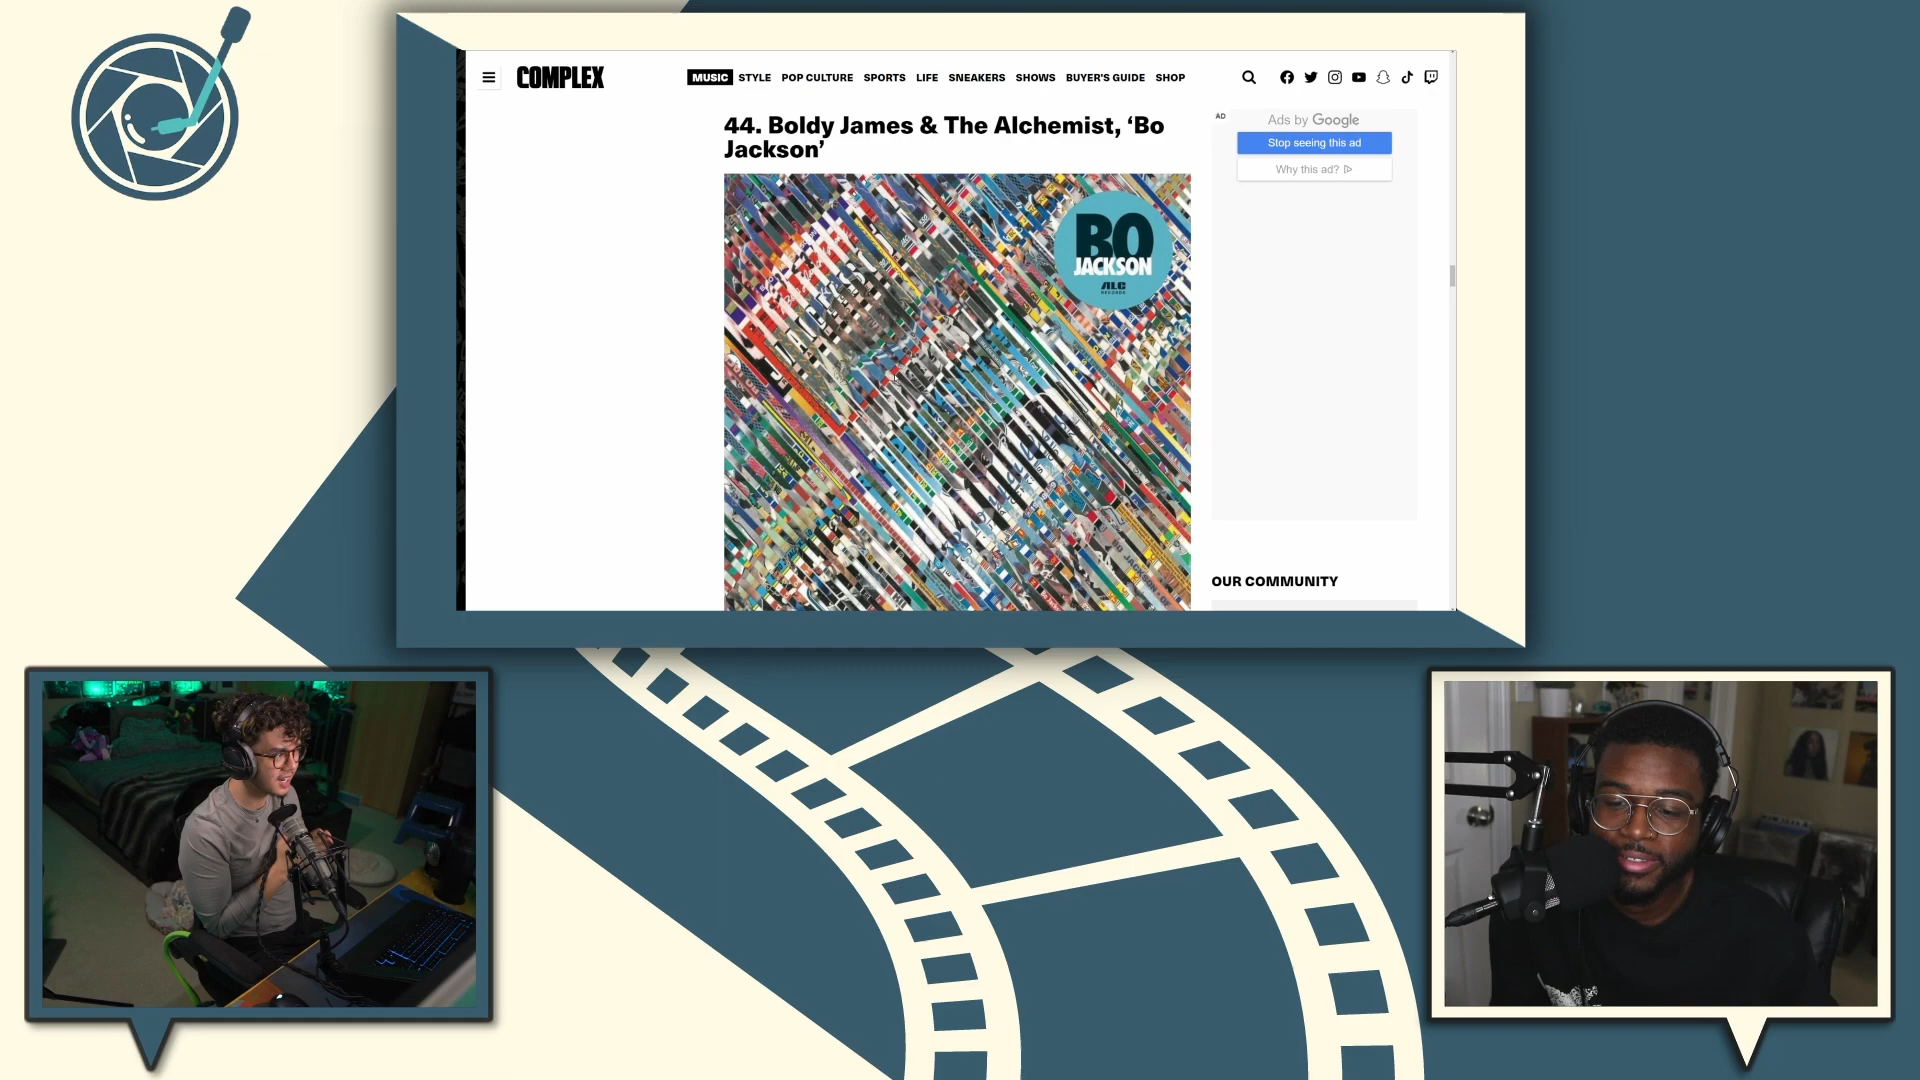 COMPLEX
MUSIC STYLE POP CULTURE SPORTS LIFE SNEAKERS SHOWS BUYER'S GUIDE SHOP
44. Boldy James & The Alchemist, ‘Bo
Jackson’
BO
JACKSON
ALC
RECORDS
AD
Ads by Google
Stop seeing this ad
Why this ad?
OUR COMMUNITY